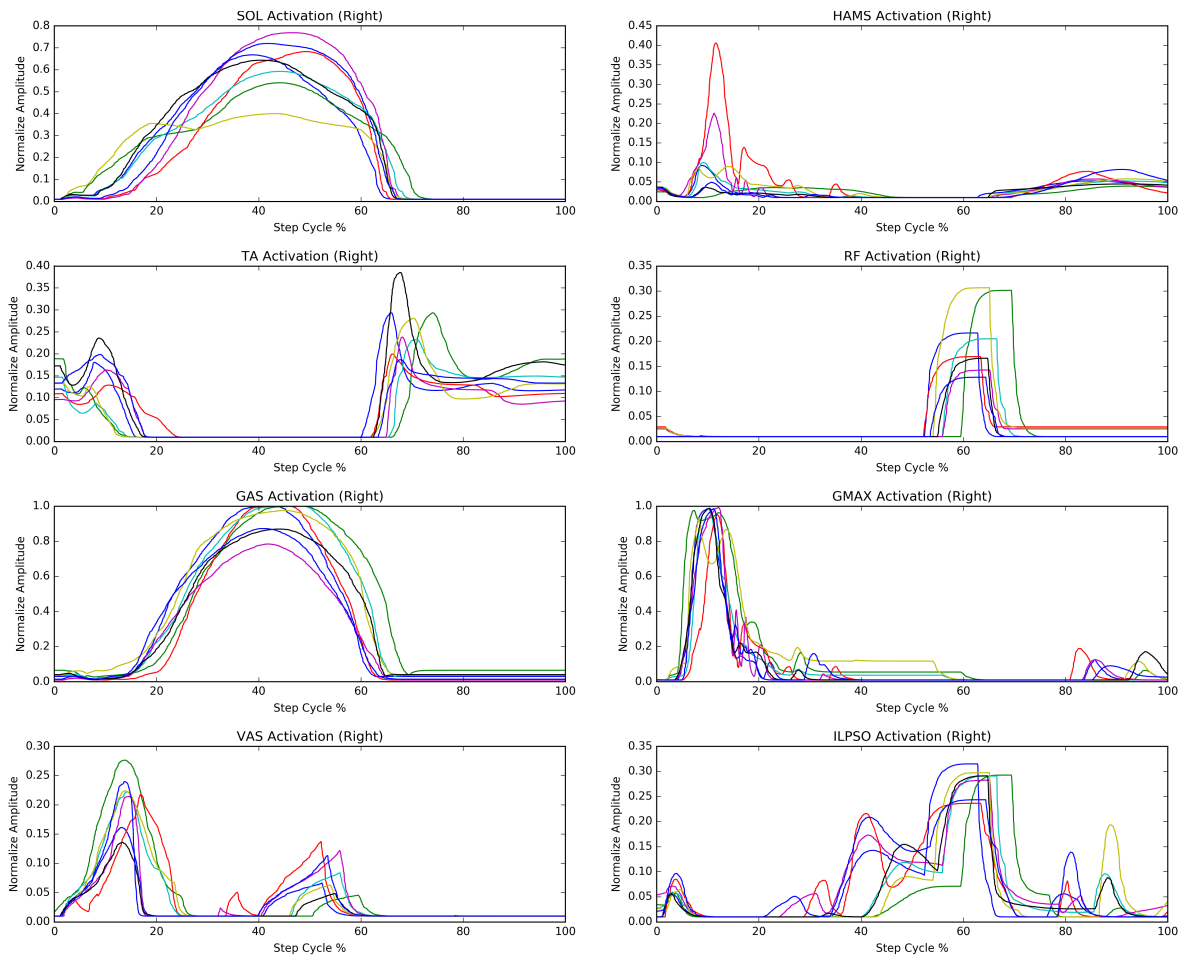 SOL Activation (Right)
Normalize Amplitude
0.8
0.7
0.6
0.5
0.4
0.3
0.2
0.1
0.0
0 20 40 60 80 100
Step Cycle %
HAMS Activation (Right)
Normalize Amplitude
0.45
0.40
0.35
0.30
0.25
0.20
0.15
0.10
0.05
0.00
0 20 40 60 80 100
Step Cycle %
TA Activation (Right)
Normalize Amplitude
0.40
0.35
0.30
0.25
0.20
0.15
0.10
0.05
0.00
0 20 40 60 80 100
Step Cycle %
RF Activation (Right)
Normalize Amplitude
0.35
0.30
0.25
0.20
0.15
0.10
0.05
0.00
0 20 40 60 80 100
Step Cycle %
GAS Activation (Right)
Normalize Amplitude
1.0
0.8
0.6
0.4
0.2
0.0
0 20 40 60 80 100
Step Cycle %
GMAX Activation (Right)
Normalize Amplitude
1.0
0.8
0.6
0.4
0.2
0.0
0 20 40 60 80 100
Step Cycle %
VAS Activation (Right)
Normalize Amplitude
0.30
0.25
0.20
0.15
0.10
0.05
0.00
0 20 40 60 80 100
Step Cycle %
ILPSO Activation (Right)
Normalize Amplitude
0.35
0.30
0.25
0.20
0.15
0.10
0.05
0.00
0 20 40 60 80 100
Step Cycle %